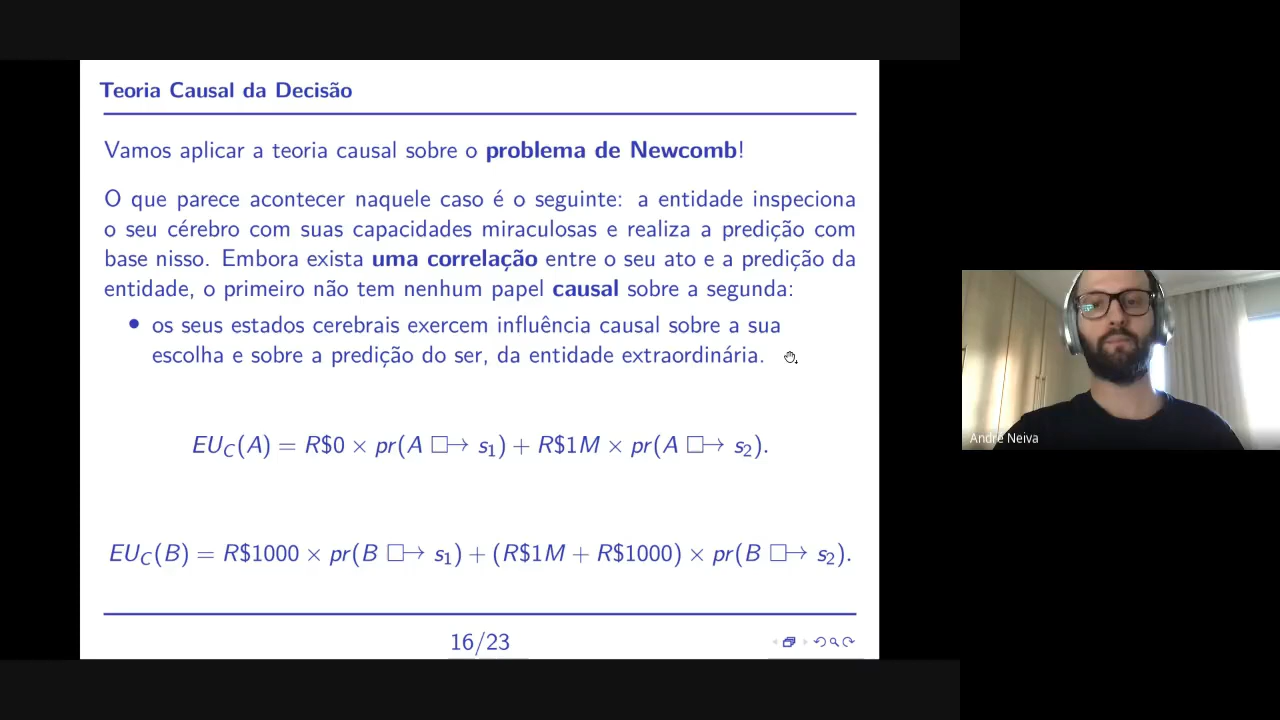 Teoria Causal da Decisão
Vamos aplicar a teoria causal sobre o problema de Newcomb!
O que parece acontecer naquele caso é o seguinte: a entidade inspeciona
o seu cérebro com suas capacidades miraculosas e realiza a predição com
base nisso. Embora exista uma correlação entre o seu ato e a predição da
entidade, o primeiro não tem nenhum papel causal sobre a segunda:
• os seus estados cerebrais exercem influência causal sobre a sua
escolha e sobre a predição do ser, da entidade extraordinária.
EU_C(A) = R$0 × pr(A □→ s₁) + R$1M × pr(A □→ s₂).
EU_C(B) = R$1000 × pr(B □→ s₁) + (R$1M + R$1000) × pr(B □→ s₂).
16/23
André Neiva